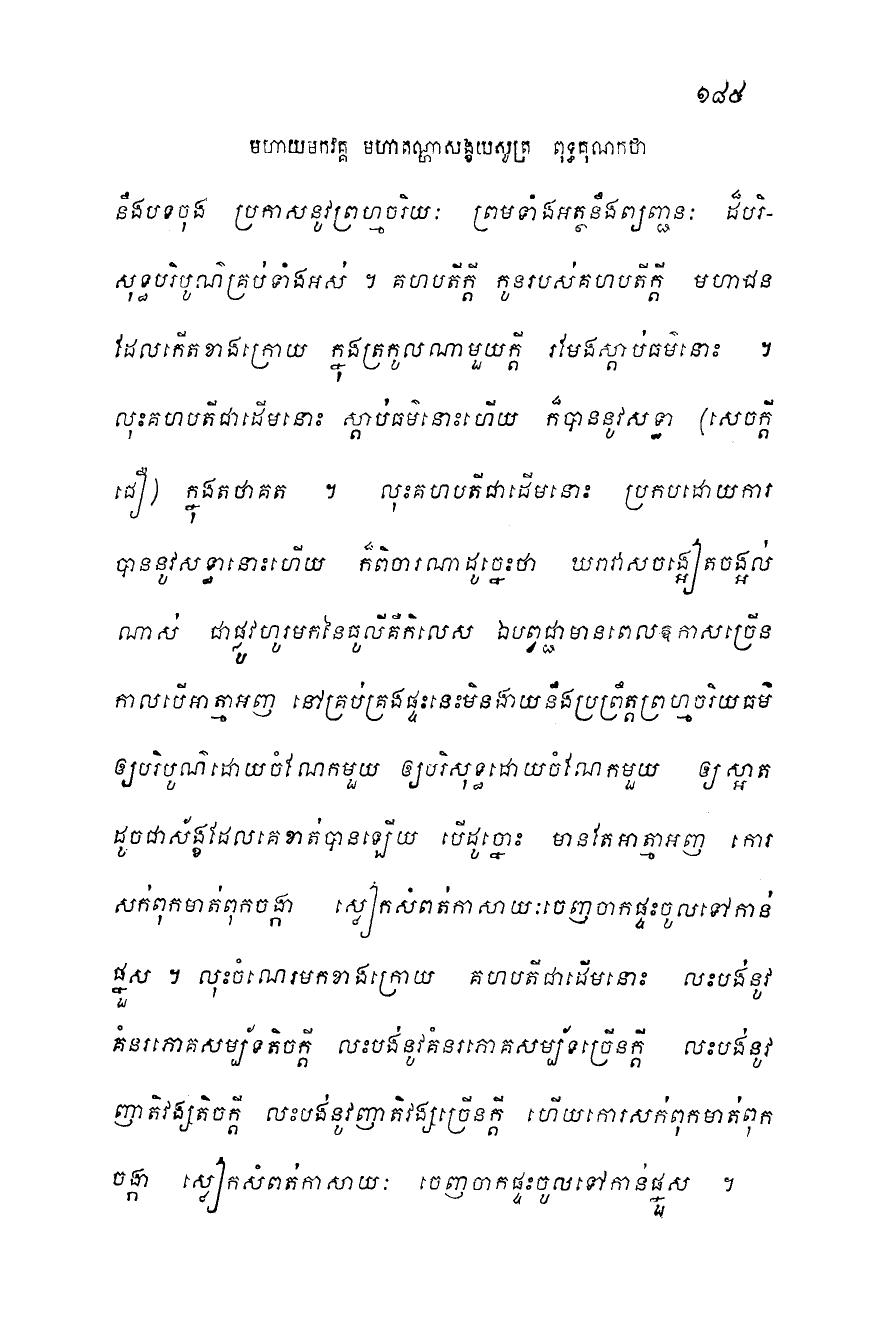 ១៨៥
មហាយមកវគ្គ មហាតណ្ហាសង្ខយសូត្រ ពុទ្ធគុណកថា
នឹងបទចុង ប្រកាសនូវព្រហ្មចរិយៈ ព្រមទាំងអត្ថនឹងព្យញ្ជនៈ ដ៏បរិ-
សុទ្ធបរិបូណ៌គ្រប់ទាំងអស់ ។ គហបតីក្តី កូនរបស់គហបតីក្តី មហាជន
ដែលកើតខាងក្រោយ ក្នុងត្រកូលណាមួយក្តី រមែងស្តាប់ធម៌នោះ ។
លុះគហបតីជាដើមនោះ ស្តាប់ធម៌នោះហើយ ក៏បាននូវសទ្ធា (សេចក្តី
ជឿ) ក្នុងតថាគត ។ លុះគហបតីជាដើមនោះ ប្រកបដោយការ
បាននូវសទ្ធានោះហើយ ក៏ពិចារណាដូច្នេះថា ឃរាវាសចង្អៀតចង្អល់
ណាស់ ជាផ្លូវហូរមកនៃធូលីគឺកិលេស ឯបព្វជ្ជាមានពេលឱកាសច្រើន
កាលបើអាត្មាអញ នៅគ្រប់គ្រងផ្ទះនេះមិនងាយនឹងប្រព្រឹត្តព្រហ្មចរិយធម៌
ឲ្យបរិបូណ៌ដោយចំណែកមួយ ឲ្យបរិសុទ្ធដោយចំណែកមួយ ឲ្យស្អាត
ដូចជាស័ង្ខដែលគេខាត់បានឡើយ បើដូច្នោះ មានតែអាត្មាអញ កោរ
សក់ពុកមាត់ពុកចង្កា ស្លៀកសំពត់កាសាយៈចេញចាកផ្ទះចូលទៅកាន់
ផ្នួស ។ លុះចំណេរមកខាងក្រោយ គហបតីជាដើមនោះ លះបង់នូវ
គំនរភោគសម្ប័ទតិចក្តី លះបង់នូវគំនរភោគសម្ប័ទច្រើនក្តី លះបង់នូវ
ញាតិវង្សតិចក្តី លះបង់នូវញាតិវង្សច្រើនក្តី ហើយកោរសក់ពុកមាត់ពុក
ចង្កា ស្លៀកសំពត់កាសាយៈ ចេញចាកផ្ទះចូលទៅកាន់ផ្នួស ។